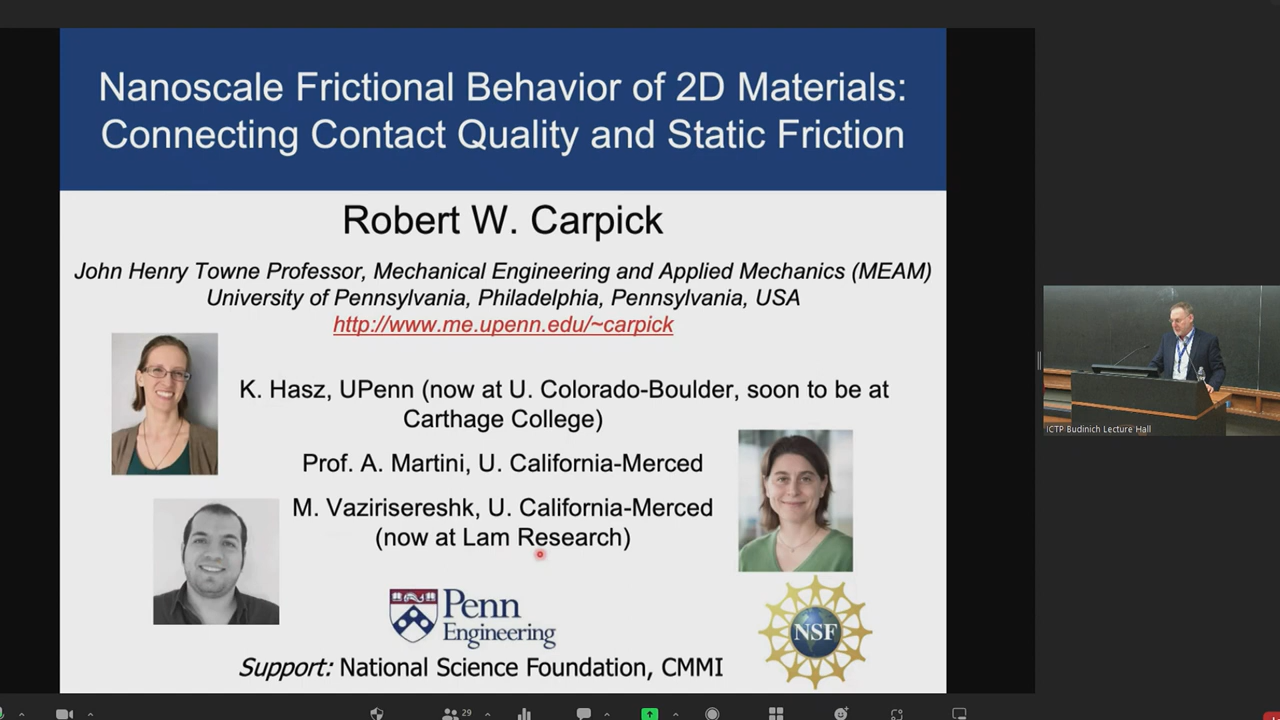 Nanoscale Frictional Behavior of 2D Materials:
Connecting Contact Quality and Static Friction
Robert W. Carpick
John Henry Towne Professor, Mechanical Engineering and Applied Mechanics (MEAM)
University of Pennsylvania, Philadelphia, Pennsylvania, USA
http://www.me.upenn.edu/~carpick
K. Hasz, UPenn (now at U. Colorado-Boulder, soon to be at
Carthage College)
Prof. A. Martini, U. California-Merced
M. Vazirisereshk, U. California-Merced
(now at Lam Research)
Penn
Engineering
NSF
Support: National Science Foundation, CMMI
ICTP Budinich Lecture Hall
29